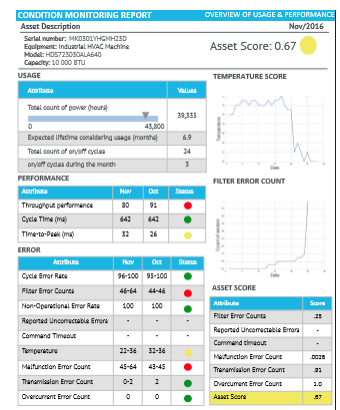 CONDITION MONITORING REPORT
OVERVIEW OF USAGE & PERFORMANCE
Asset Description
Nov/2016
Serial number: MK0301YHGMH23D
Equipment: Industrial HVAC Machine
Model: HDS723030ALA640
Capacity: 10 000 BTU
Asset Score: 0.67
USAGE
Attribute Values
Total count of power (hours) 39,335
0 43,800
Expected lifetime considering usage (months) 6.9
Total count of on/off cycles 24
on/off cycles during the month 3
PERFORMANCE
Attribute Nov Oct Status
Throughput performance 80 91
Cycle Time (ms) 642 642
Time-to-Peak (ms) 32 26
ERROR
Attribute Nov Oct Status
Cycle Error Rate 96-100 95-100
Filter Error Counts 46-64 44-46
Non-Operational Error Rate 100 100
Reported Uncorrectable Errors - -
Command Timeout - -
Temperature 22-36 32-36
Malfunction Error Count 45-64 43-45
Transmission Error Count 0-2 2
Overcurrent Error Count 0 0
TEMPERATURE SCORE
Temperature
Date
FILTER ERROR COUNT
Date
ASSET SCORE
Attribute Score
Filter Error Counts .25
Reported Uncorrectable Errors -
Command timeout -
Malfunction Error Count .0026
Transmission Error Count .91
Overcurrent Error Count 1.0
Asset Score .67